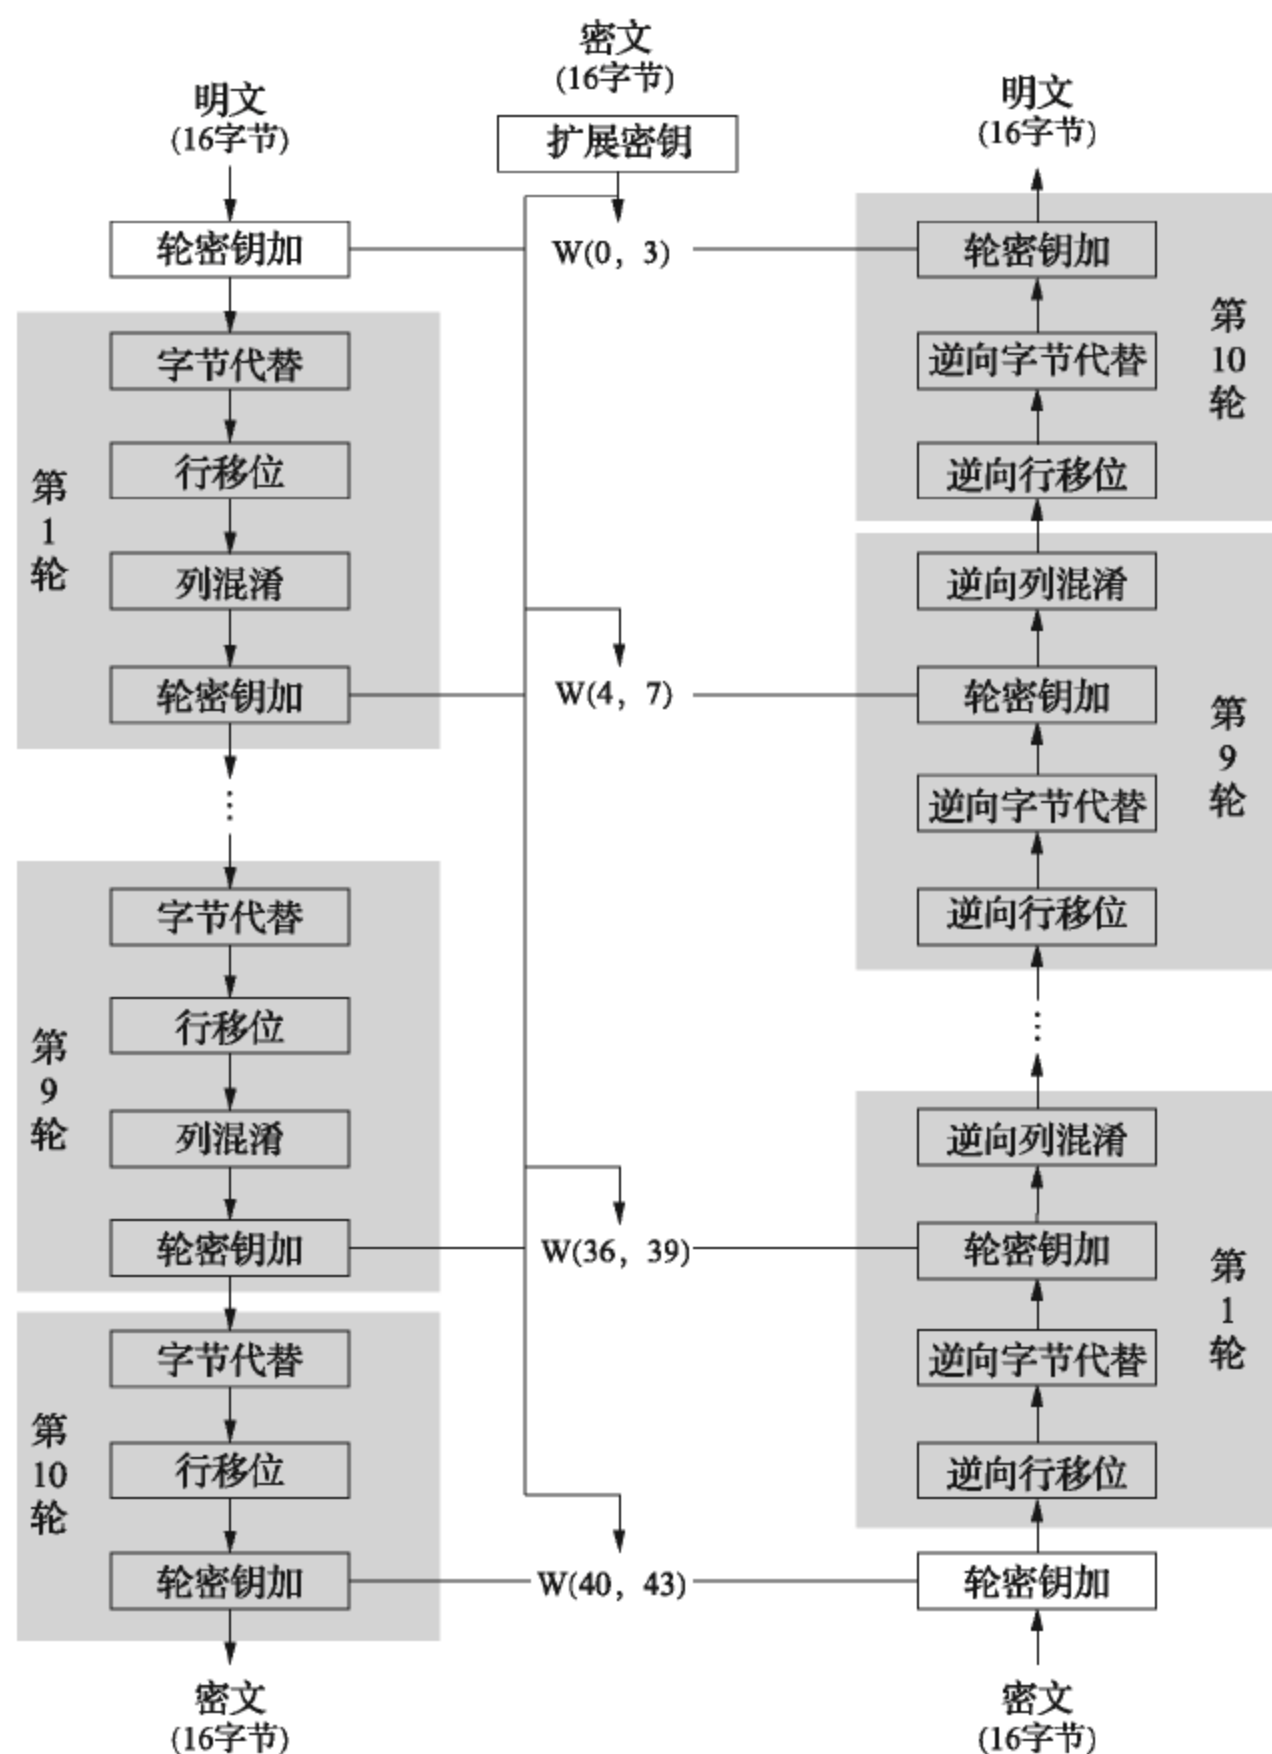 明文
(16字节)
轮密钥加
第1轮
字节代替
行移位
列混淆
轮密钥加
⋮
第9轮
字节代替
行移位
列混淆
轮密钥加
第10轮
字节代替
行移位
轮密钥加
密文
(16字节)
密文
(16字节)
扩展密钥
W(0，3)
W(4，7)
W(36，39)
W(40，43)
明文
(16字节)
轮密钥加
逆向字节代替
逆向行移位
第10轮
逆向列混淆
轮密钥加
逆向字节代替
逆向行移位
第9轮
⋮
逆向列混淆
轮密钥加
逆向字节代替
逆向行移位
第1轮
轮密钥加
密文
(16字节)